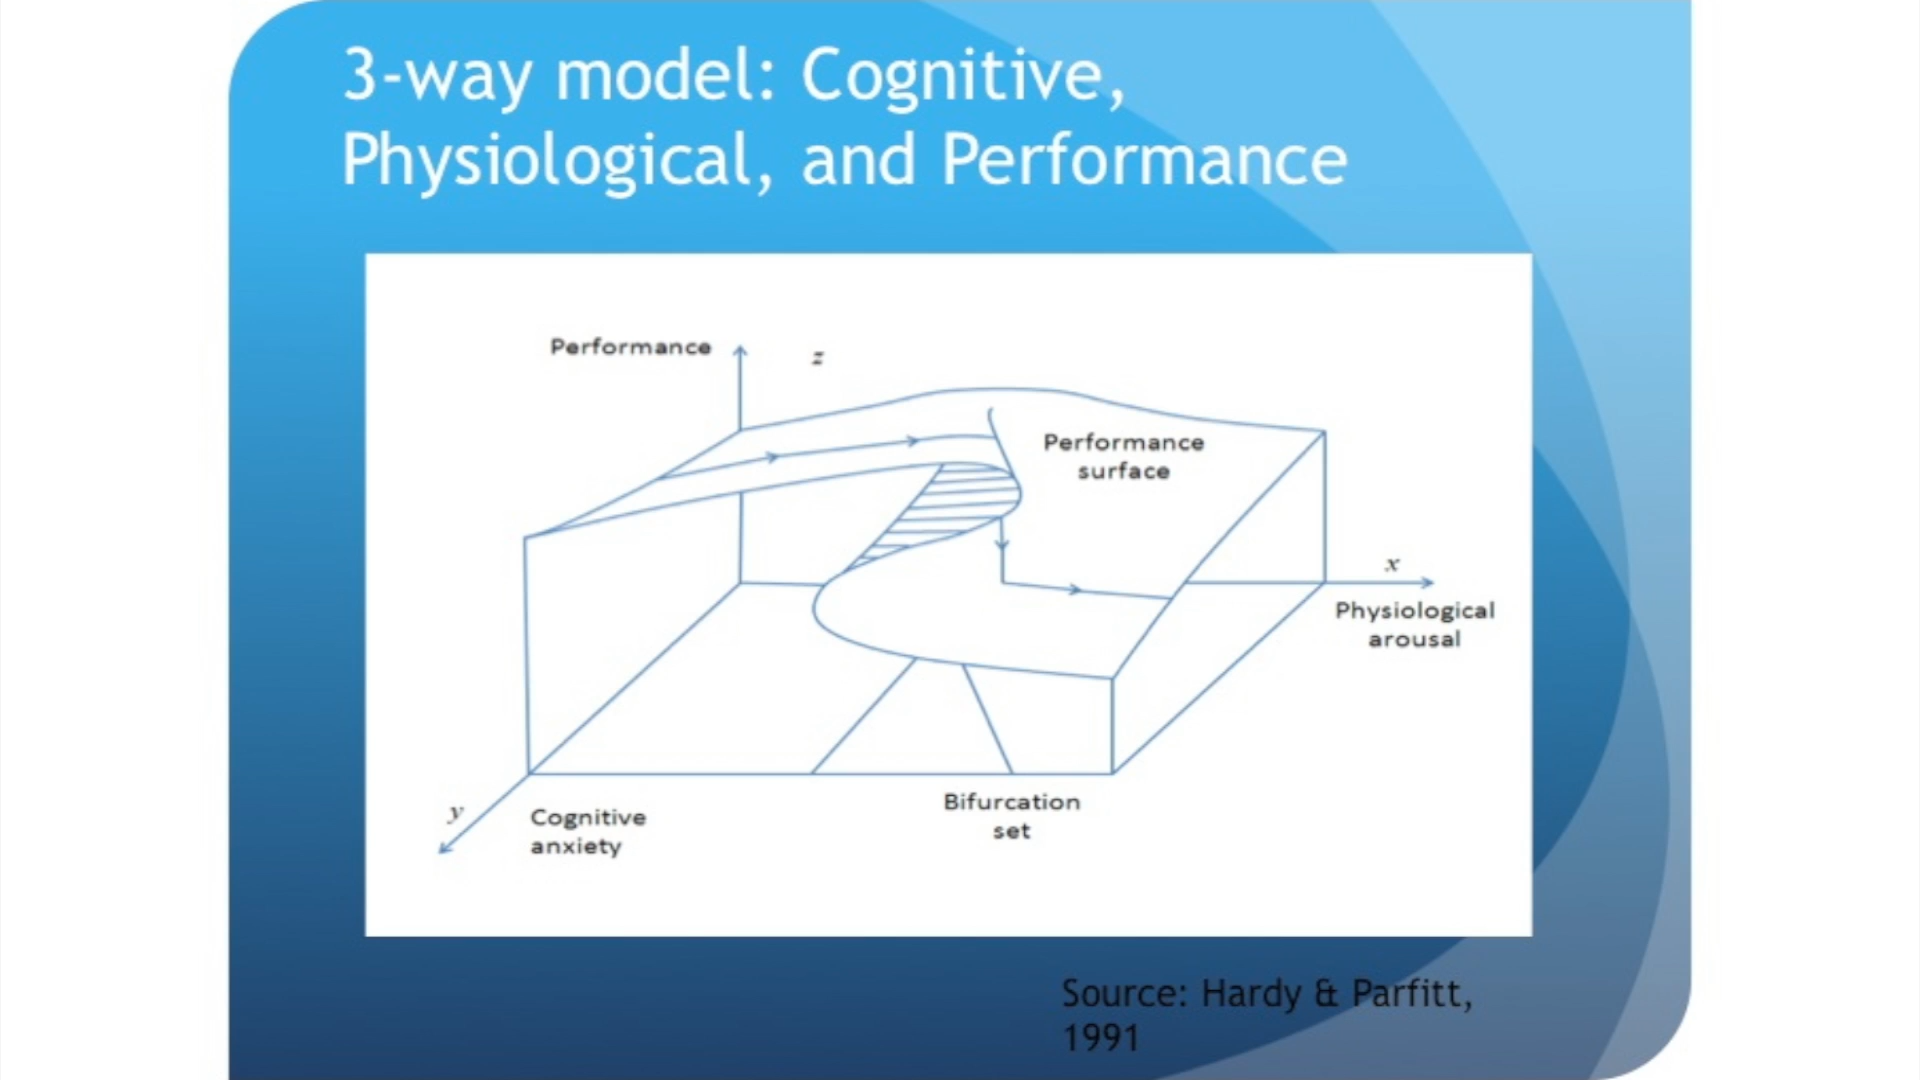 3-way model: Cognitive,
Physiological, and Performance
Performance
z
Performance
surface
x
Physiological
arousal
y
Cognitive
anxiety
Bifurcation
set
Source: Hardy & Parfitt,
1991